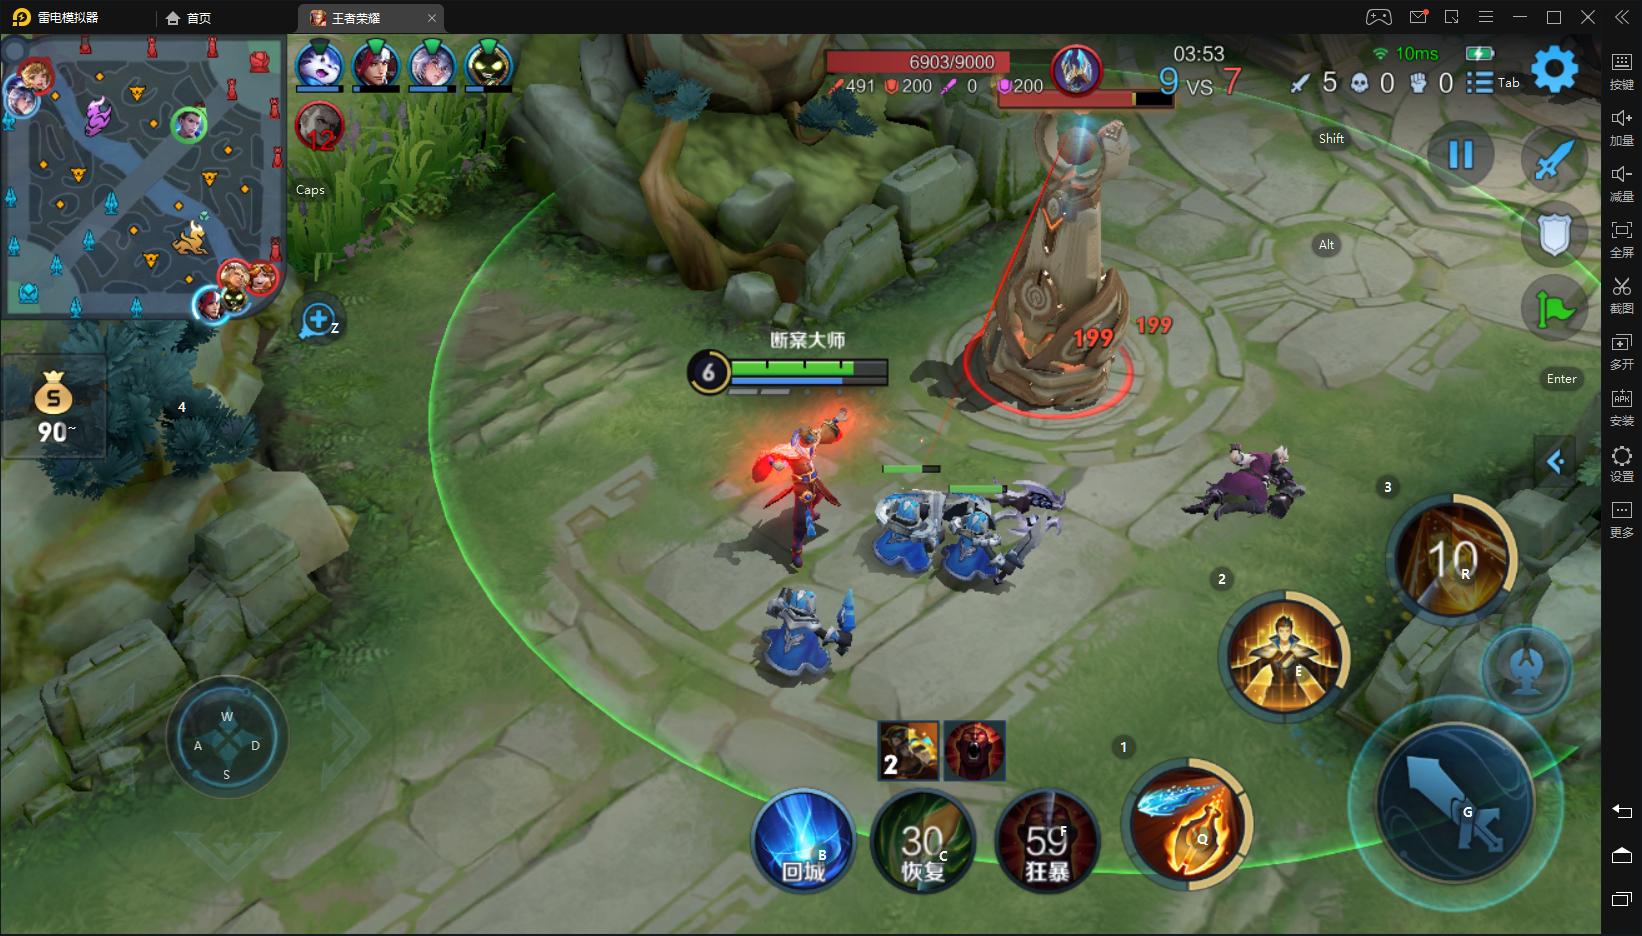 雷电模拟器
首页
王者荣耀
6903/9000
491 200 0 200
03:53
9 VS 7
10ms
5 0 0
Tab
12
Caps
Z
Shift
Alt
Enter
90~
4
断案大师
6
199
199
W
A
D
S
2
B
回城
30
C
恢复
59
F
狂暴
1
Q
2
E
3
10
R
G
按键
加量
减量
全屏
截图
多开
APK
安装
设置
更多